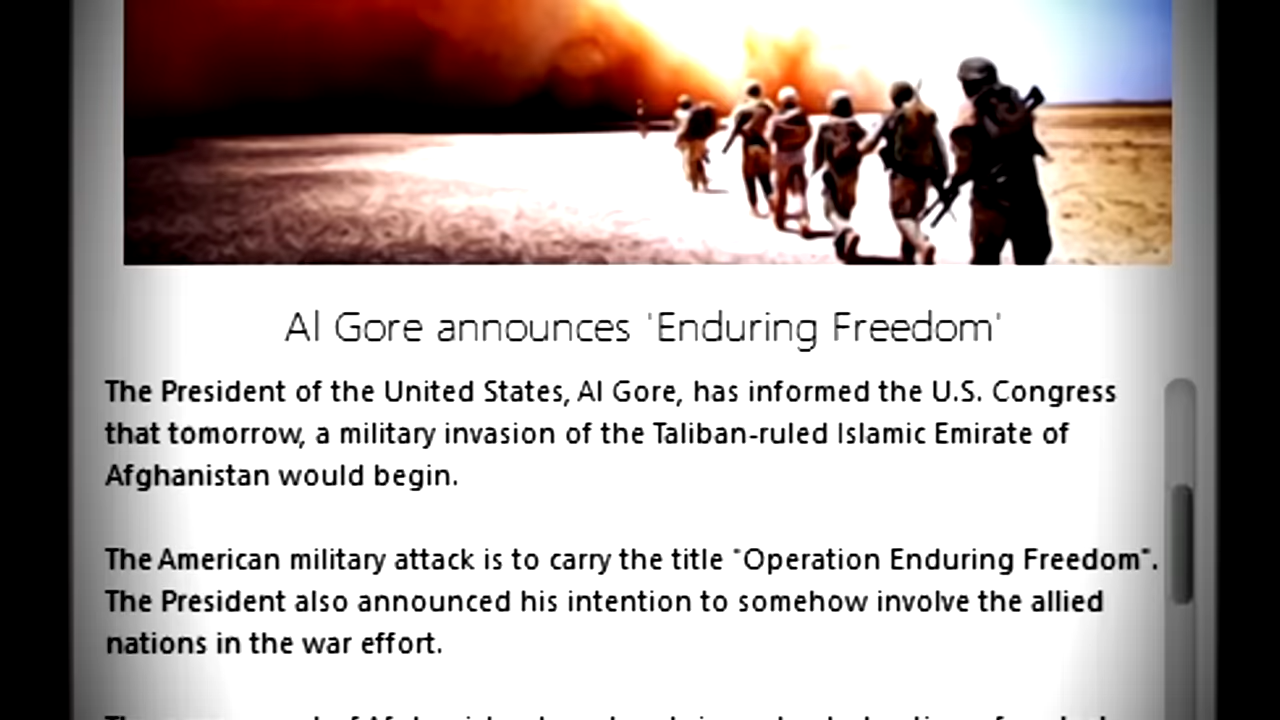 Al Gore announces 'Enduring Freedom'
The President of the United States, Al Gore, has informed the U.S. Congress
that tomorrow, a military invasion of the Taliban-ruled Islamic Emirate of
Afghanistan would begin.
The American military attack is to carry the title "Operation Enduring Freedom".
The President also announced his intention to somehow involve the allied
nations in the war effort.